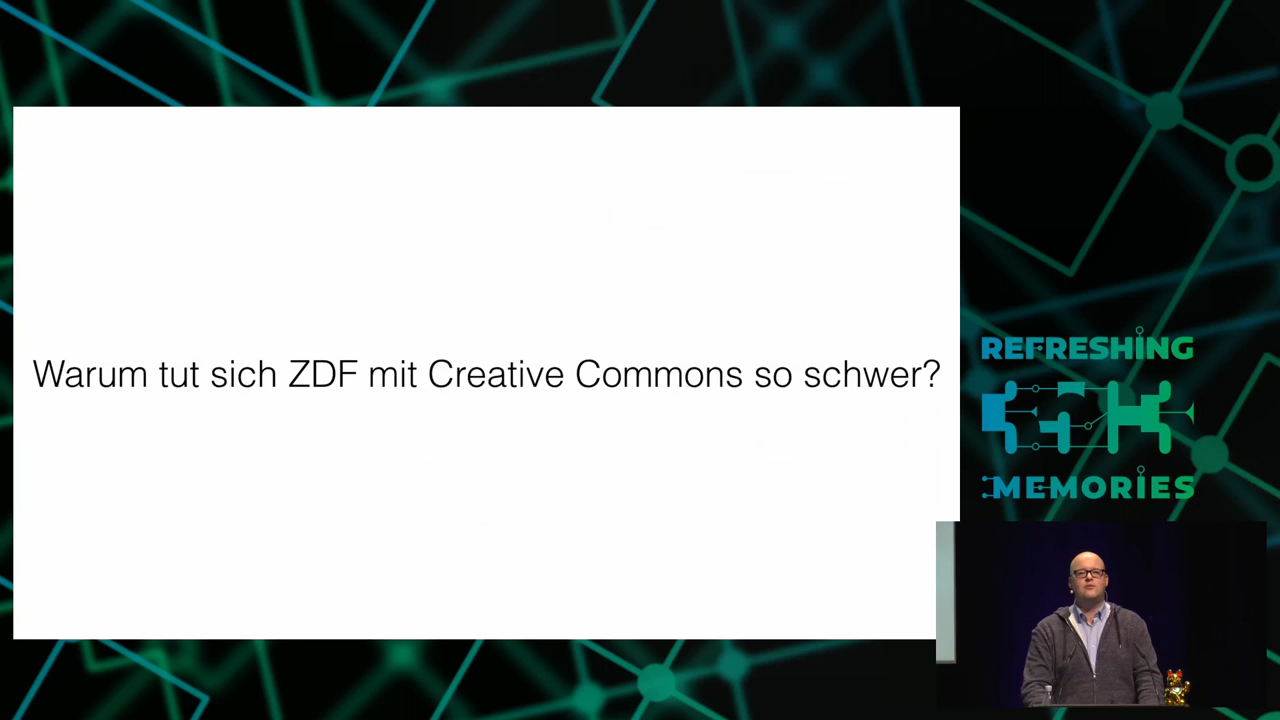 Warum tut sich ZDF mit Creative Commons so schwer?
REFRESHING
MEMORIES